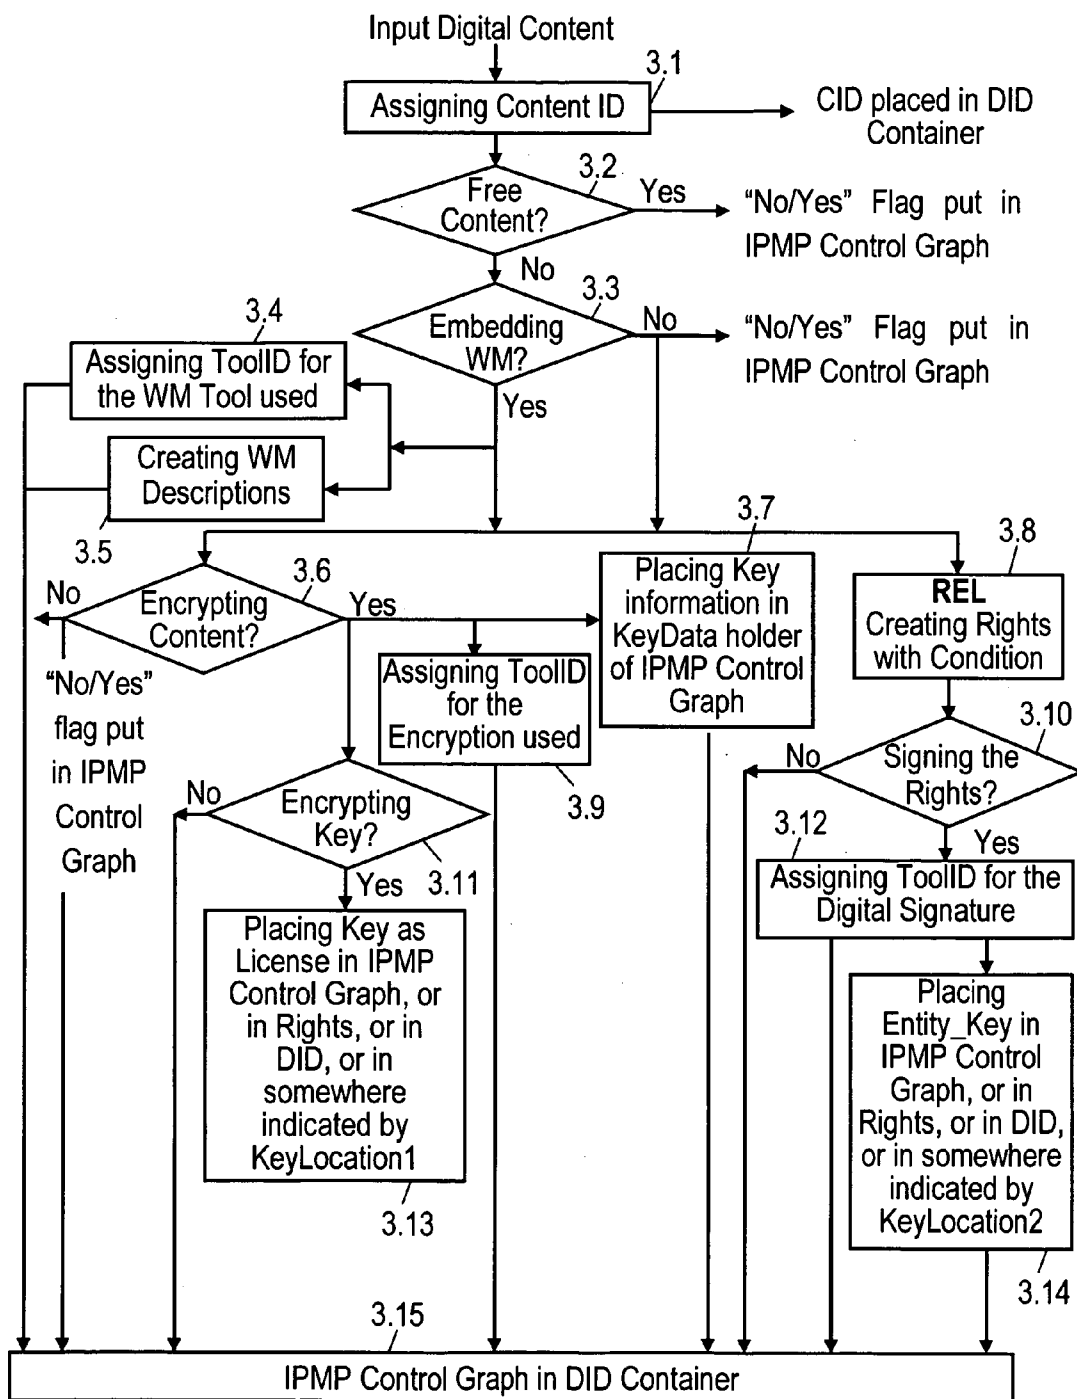 Input Digital Content
3.1
Assigning Content ID
CID placed in DID
Container
3.2
Free
Content?
Yes
"No/Yes" Flag put in
IPMP Control Graph
No
3.3
Embedding
WM?
No
"No/Yes" Flag put in
IPMP Control Graph
Yes
3.4
Assigning ToolID for
the WM Tool used
Creating WM
Descriptions
3.5
3.6
Encrypting
Content?
No
Yes
"No/Yes"
flag put
in IPMP
Control
Graph
3.7
Placing Key
information in
KeyData holder
of IPMP Control
Graph
3.8
REL
Creating Rights
with Condition
Assigning ToolID
for the
Encryption used
3.9
3.10
Signing the
Rights?
No
Yes
Encrypting
Key?
No
3.11
Yes
3.12
Assigning ToolID for the
Digital Signature
Placing Key as
License in IPMP
Control Graph, or
in Rights, or in
DID, or in
somewhere
indicated by
KeyLocation1
3.13
Placing
Entity_Key in
IPMP Control
Graph, or in
Rights, or in DID,
or in somewhere
indicated by
KeyLocation2
3.14
3.15
IPMP Control Graph in DID Container